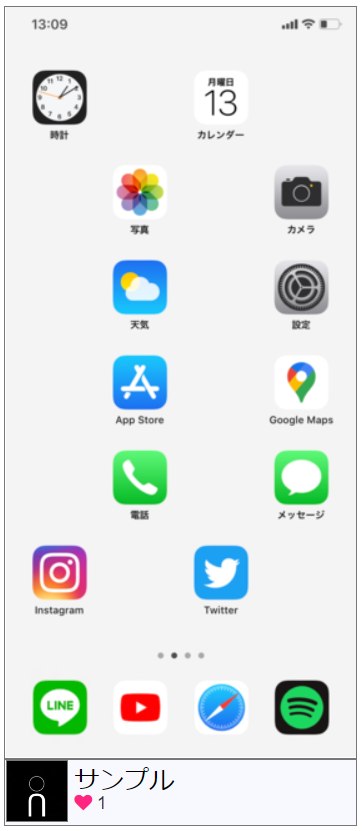 13:09
月曜日
13
時計
カレンダー
写真
カメラ
天気
設定
App Store
Google Maps
電話
メッセージ
Instagram
Twitter
LINE
サンプル
1